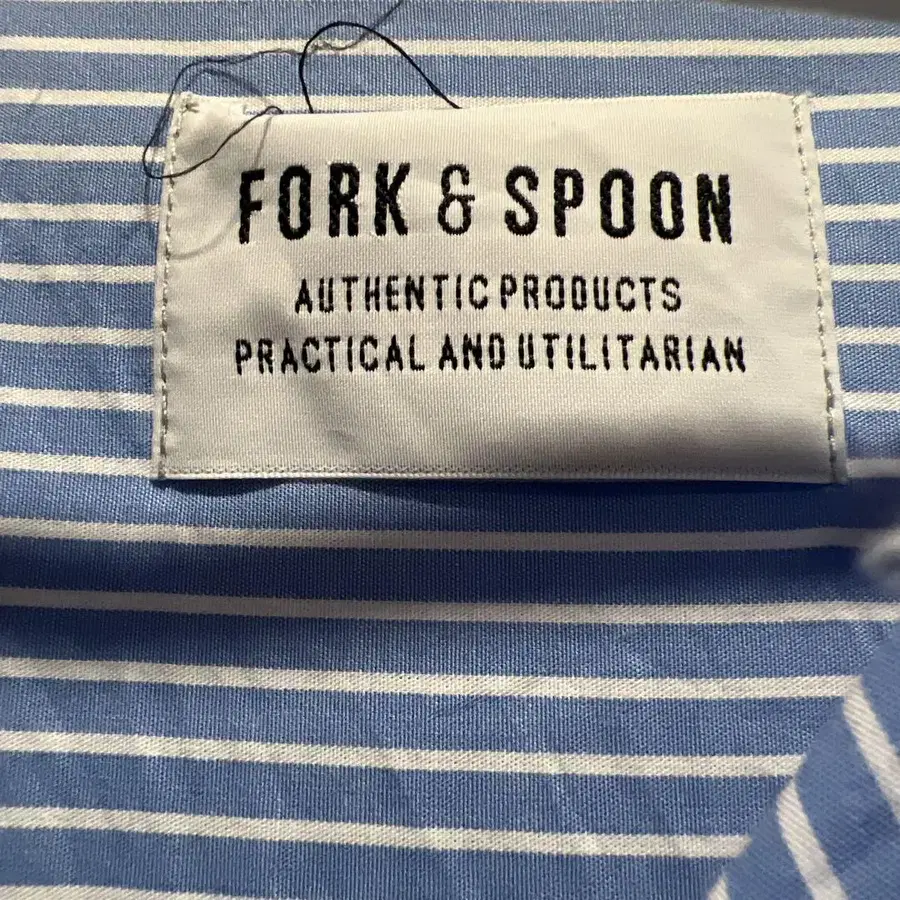 FORK & SPOON
AUTHENTIC PRODUCTS
PRACTICAL AND UTILITARIAN